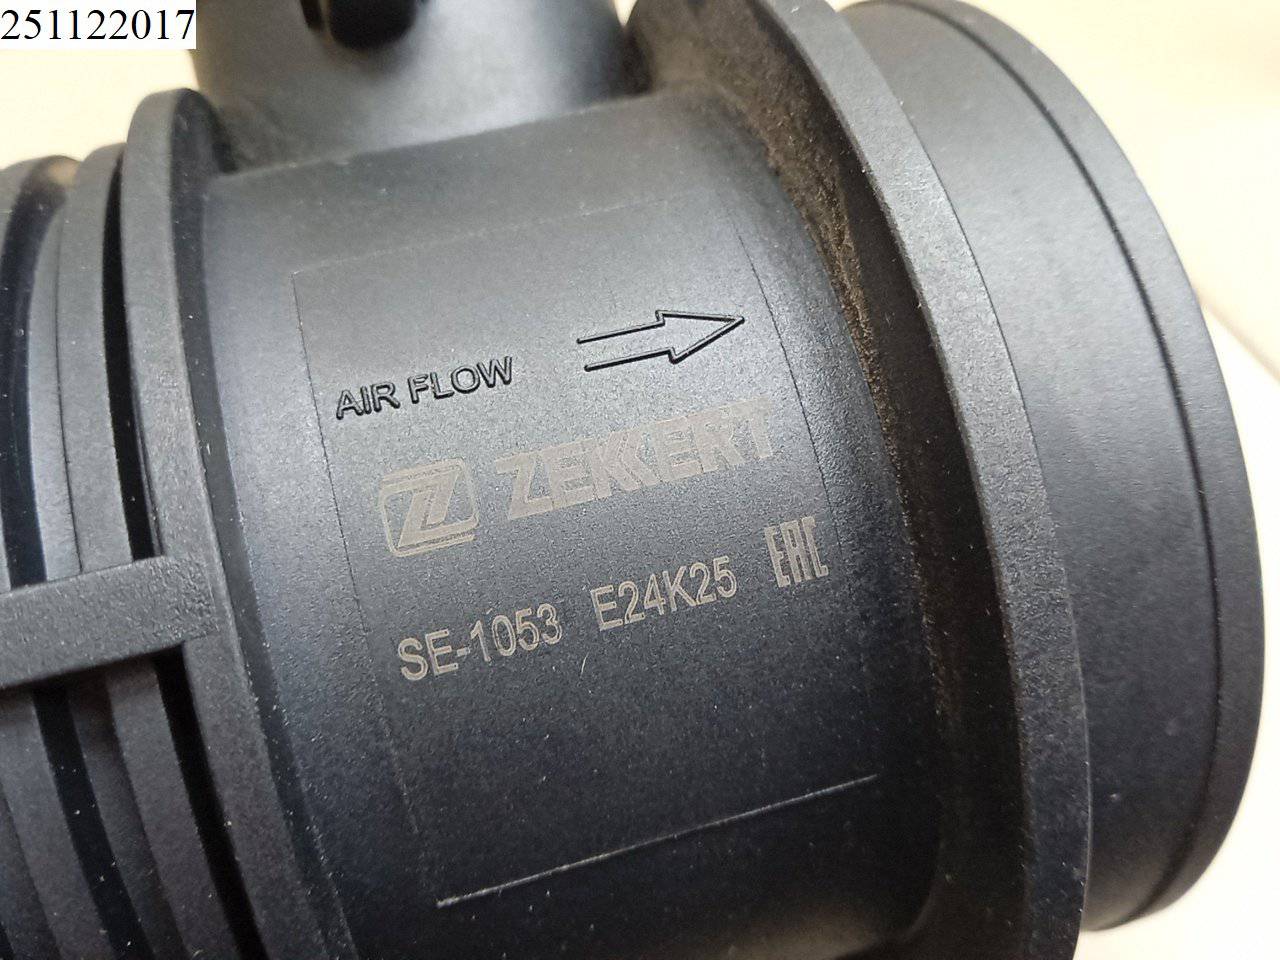 251122017
AIR FLOW
Z ZEKKERT
SE-1053 E24K25 EAC